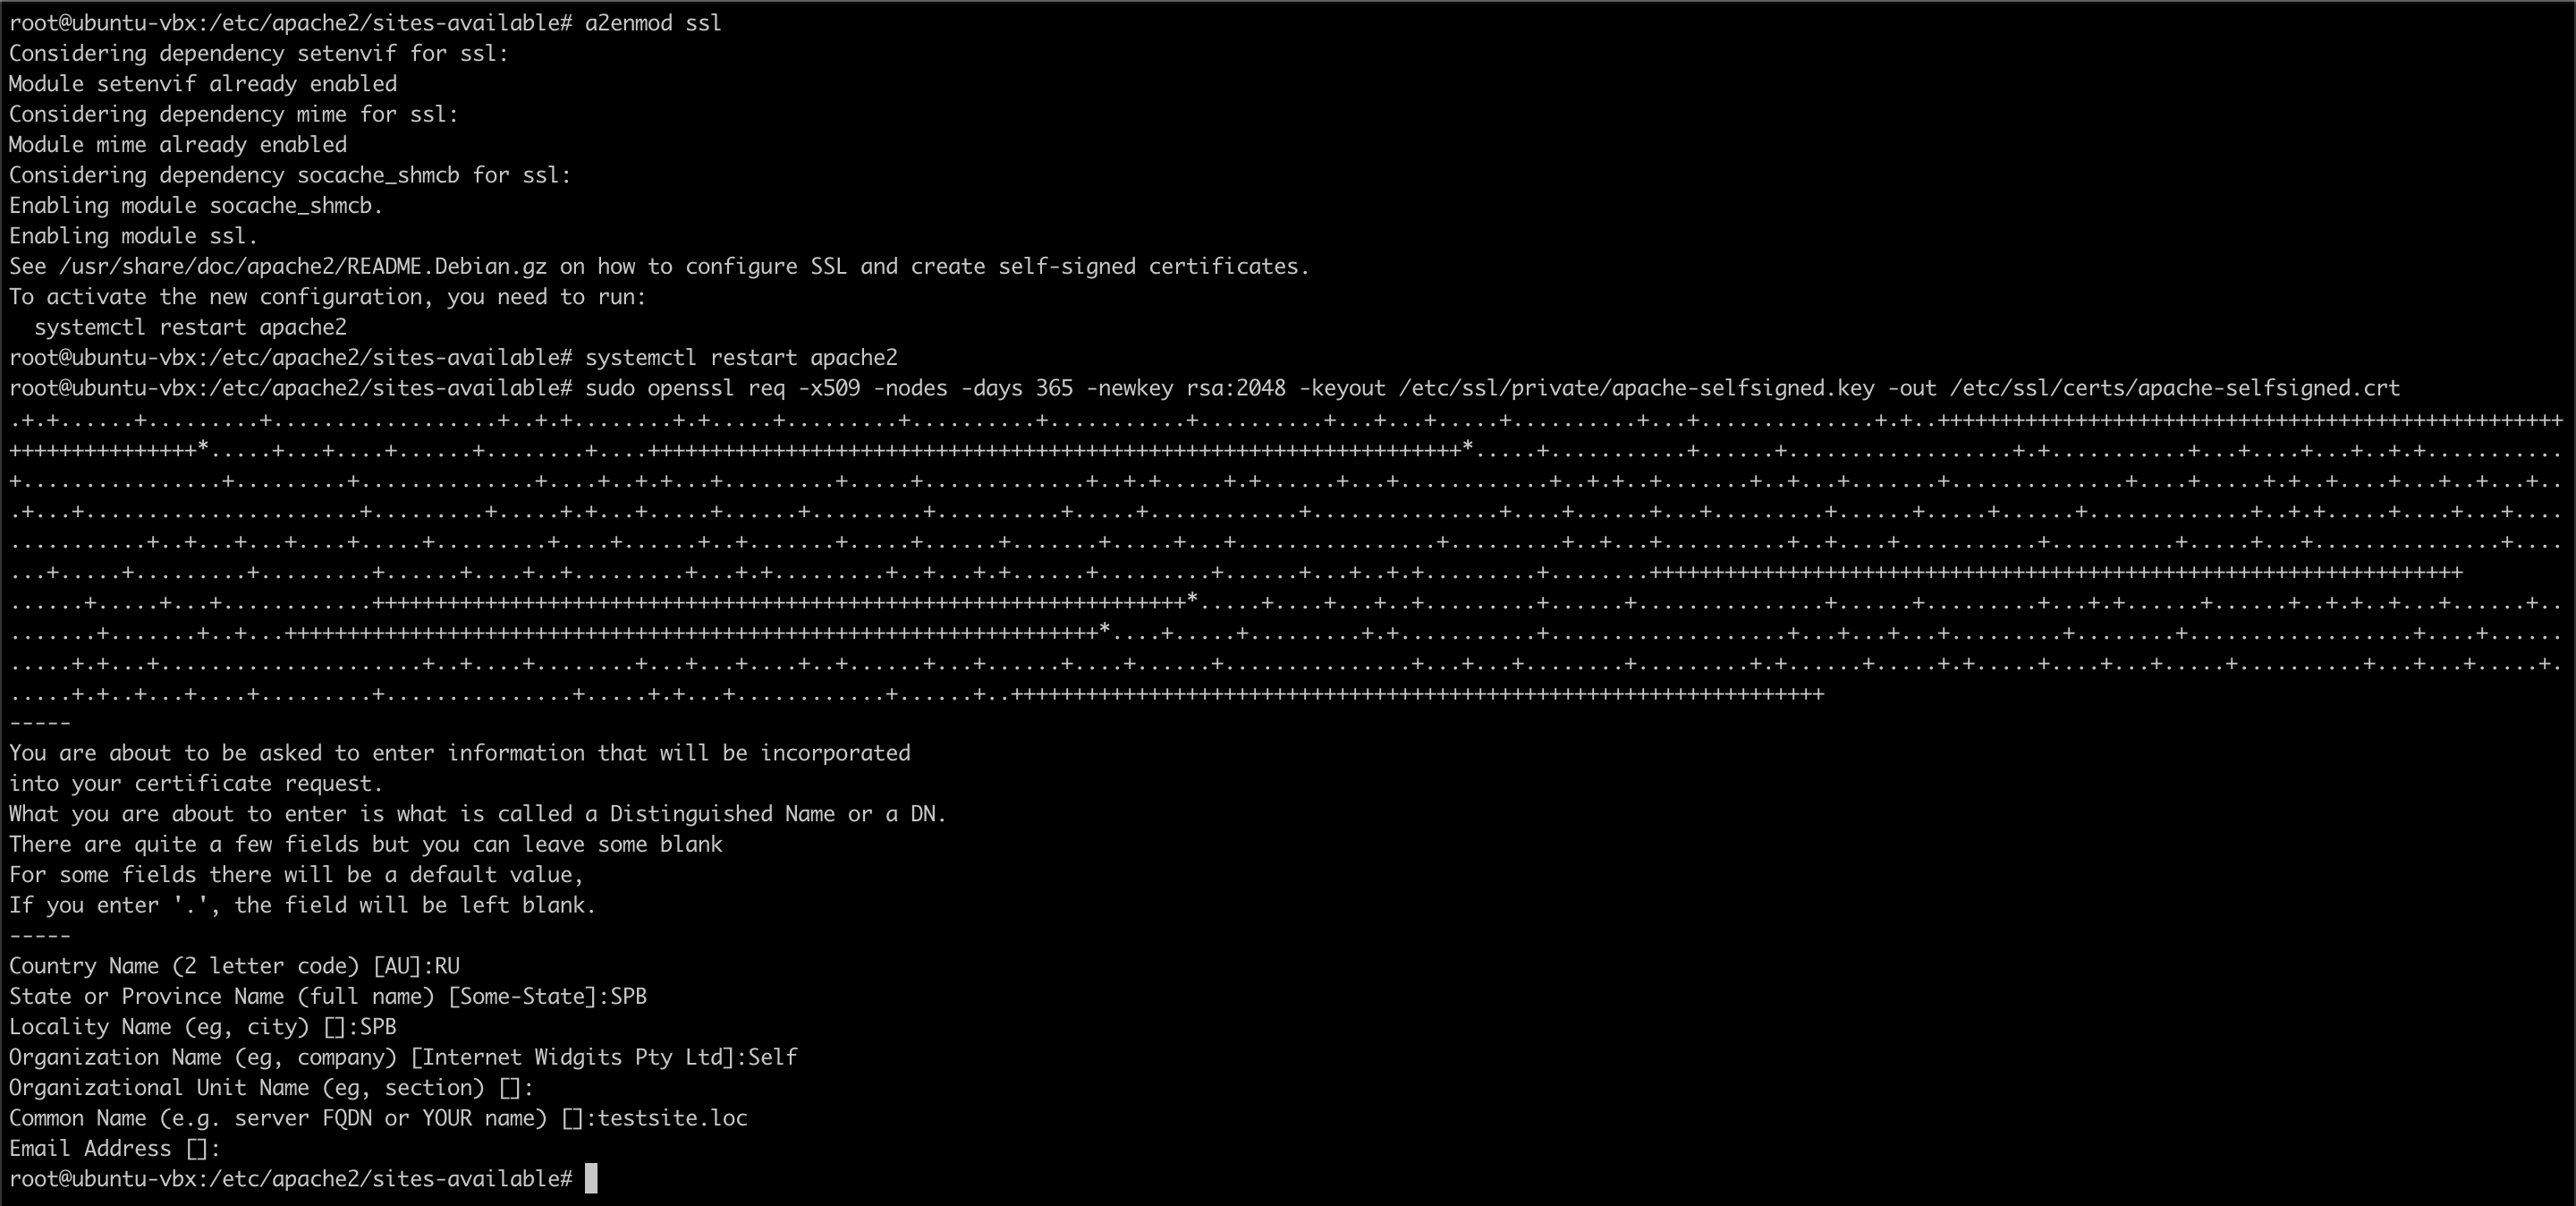 root@ubuntu-vbx:/etc/apache2/sites-available# a2enmod ssl
Considering dependency setenvif for ssl:
Module setenvif already enabled
Considering dependency mime for ssl:
Module mime already enabled
Considering dependency socache_shmcb for ssl:
Enabling module socache_shmcb.
Enabling module ssl.
See /usr/share/doc/apache2/README.Debian.gz on how to configure SSL and create self-signed certificates.
To activate the new configuration, you need to run:
  systemctl restart apache2
root@ubuntu-vbx:/etc/apache2/sites-available# systemctl restart apache2
root@ubuntu-vbx:/etc/apache2/sites-available# sudo openssl req -x509 -nodes -days 365 -newkey rsa:2048 -keyout /etc/ssl/private/apache-selfsigned.key -out /etc/ssl/certs/apache-selfsigned.crt
-----
You are about to be asked to enter information that will be incorporated
into your certificate request.
What you are about to enter is what is called a Distinguished Name or a DN.
There are quite a few fields but you can leave some blank
For some fields there will be a default value,
If you enter '.', the field will be left blank.
-----
Country Name (2 letter code) [AU]:RU
State or Province Name (full name) [Some-State]:SPB
Locality Name (eg, city) []:SPB
Organization Name (eg, company) [Internet Widgits Pty Ltd]:Self
Organizational Unit Name (eg, section) []:
Common Name (e.g. server FQDN or YOUR name) []:testsite.loc
Email Address []:
root@ubuntu-vbx:/etc/apache2/sites-available#